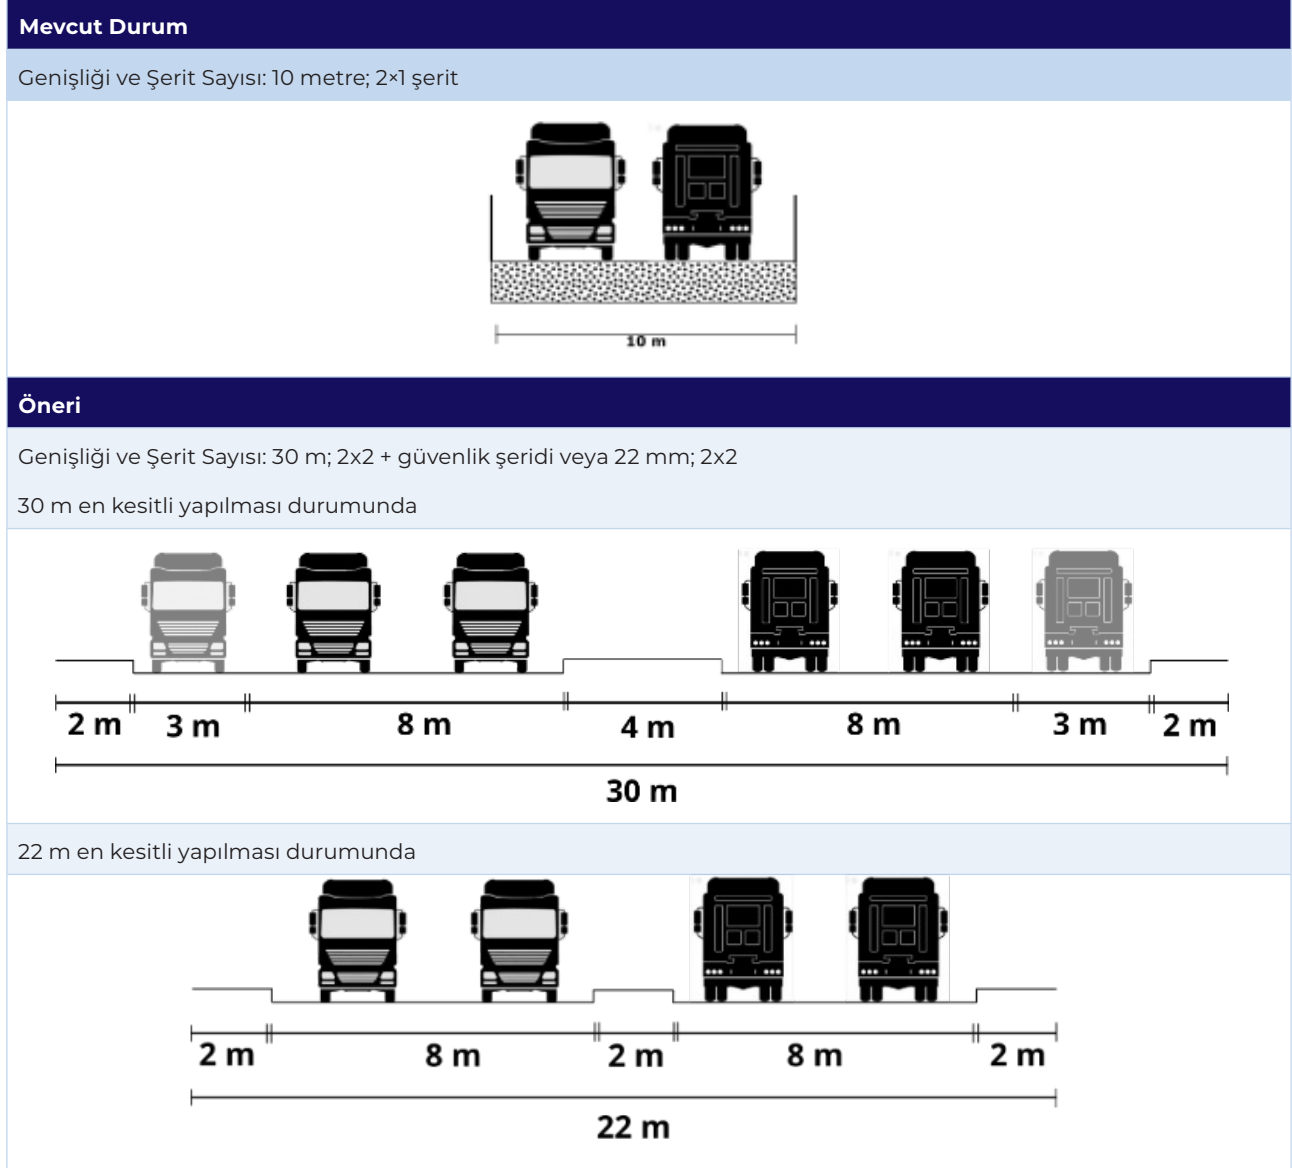 Mevcut Durum
Genişliği ve Şerit Sayısı: 10 metre; 2×1 şerit
10 m
Öneri
Genişliği ve Şerit Sayısı: 30 m; 2x2 + güvenlik şeridi veya 22 mm; 2x2
30 m en kesitli yapılması durumunda
2 m 3 m 8 m 4 m 8 m 3 m 2 m
30 m
22 m en kesitli yapılması durumunda
2 m 8 m 2 m 8 m 2 m
22 m